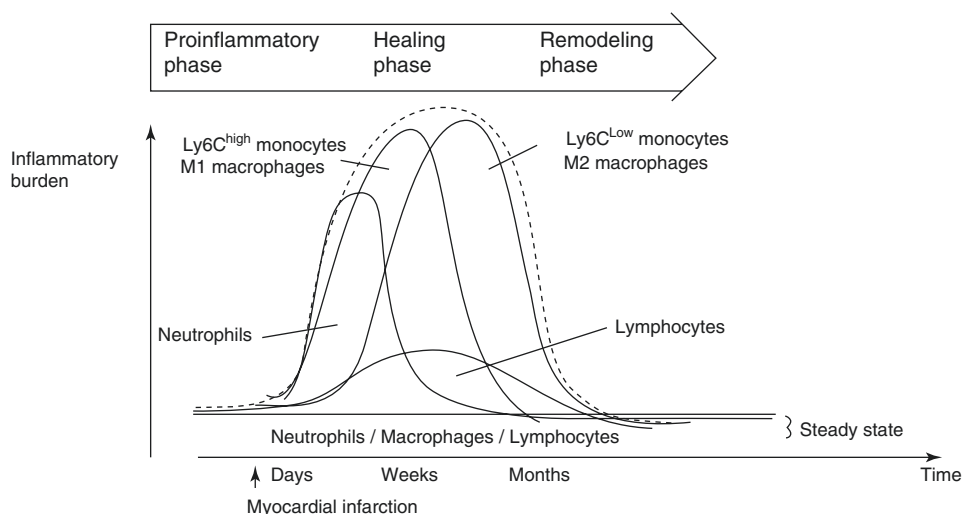 Proinflammatory
phase
Healing
phase
Remodeling
phase
Inflammatory
burden
Ly6Chigh monocytes
M1 macrophages
Ly6CLow monocytes
M2 macrophages
Neutrophils
Lymphocytes
Neutrophils / Macrophages / Lymphocytes
Steady state
Days
Weeks
Months
Time
Myocardial infarction